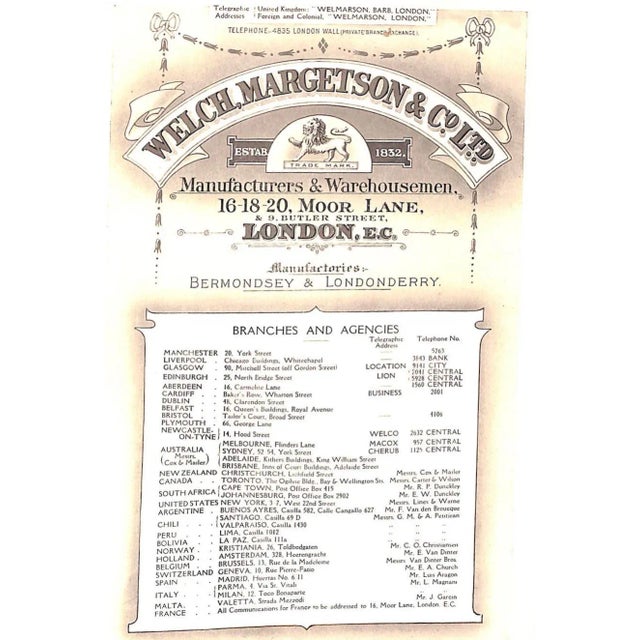 Telegraphic { United Kingdom: "WELMARSON, BARB, LONDON,"
Addresses { Foreign and Colonial, "WELMARSON, LONDON,"
TELEPHONE - 4835 LONDON WALL (PRIVATE BRANCH EXCHANGE).
WELCH, MARGETSON & Co. LTD
ESTAB. 1832.
TRADE MARK.
Manufacturers & Warehousemen,
16-18-20, MOOR LANE,
& 9, BUTLER STREET,
LONDON, E.C.
Manufactories:-
BERMONDSEY & LONDONDERRY.
BRANCHES AND AGENCIES
Telegraphic Address Telephone No.
MANCHESTER 20, York Street 5263
LIVERPOOL Chicago Buildings, Whitechapel 3843 BANK
GLASGOW 90, Mitchell Street (off Gordon Street) LOCATION 9141 CITY
EDINBURGH 25, North Bridge Street LION 2041 CENTRAL 5928 CENTRAL
ABERDEEN 16, Carmelite Lane 1560 CENTRAL
CARDIFF Baker's Row, Wharton Street BUSINESS 2001
DUBLIN 48, Clarendon Street
BELFAST 16, Queen's Buildings, Royal Avenue
BRISTOL Tailor's Court, Broad Street 4106
PLYMOUTH 66, George Lane
NEWCASTLE-ON-TYNE } 14, Hood Street WELCO 2632 CENTRAL
AUSTRALIA (Messrs. Cox & Mailer) MELBOURNE, Flinders Lane MACOX 957 CENTRAL
SYDNEY, 52 54, York Street CHERUB 1125 CENTRAL
ADELAIDE, Kithers Buildings, King William Street
BRISBANE, Inns of Court Buildings, Adelaide Street
NEW ZEALAND CHRISTCHURCH, Lichfield Street Messrs. Cox & Mailer
CANADA TORONTO, The Ogilvie Bldg., Bay & Wellington Sts. Messrs. Carter & Wilson
SOUTH AFRICA { CAPE TOWN, Post Office Box 415 Mr. R. P. Dunckley
JOHANNESBURG, Post Office Box 2902 Mr. E. W. Dunckley
UNITED STATES NEW YORK, 3 7, West 22nd Street Messrs. Lines & Warne
ARGENTINE BUENOS AYRES, Casilla 582, Calle Cangallo 627 Mr. F. Van den Broucque
CHILI { SANTIAGO, Casilla 69 D Messrs. G. M. & A. Petitjean
VALPARAISO, Casilla 1430
PERU LIMA, Casilla 1012
BOLIVIA LA PAZ, Casilla 111a
NORWAY KRISTIANIA, 26, Toldbodgaten Mr. C. O. Christiansen
HOLLAND AMSTERDAM, 328, Heerengracht Mr. E. Van Dinter
BELGIUM BRUSSELS, 13, Rue de la Madeleine Messrs. Van Dinter Bros.
SWITZERLAND GENEVA, 10, Rue Pierre-Fatio Mr. E. A. Church
SPAIN MADRID, Huertas No. 6 11 Mr. Luis Aragon
ITALY { PARMA, 4, Via St. Vitali Mr. L. Magnani
MILAN, 12, Toco Bonaparte
MALTA VALETTA, Strada Mezzodi Mr. J. Garcin
FRANCE All Communications for France to be addressed to 16, Moor Lane, London, E.C.